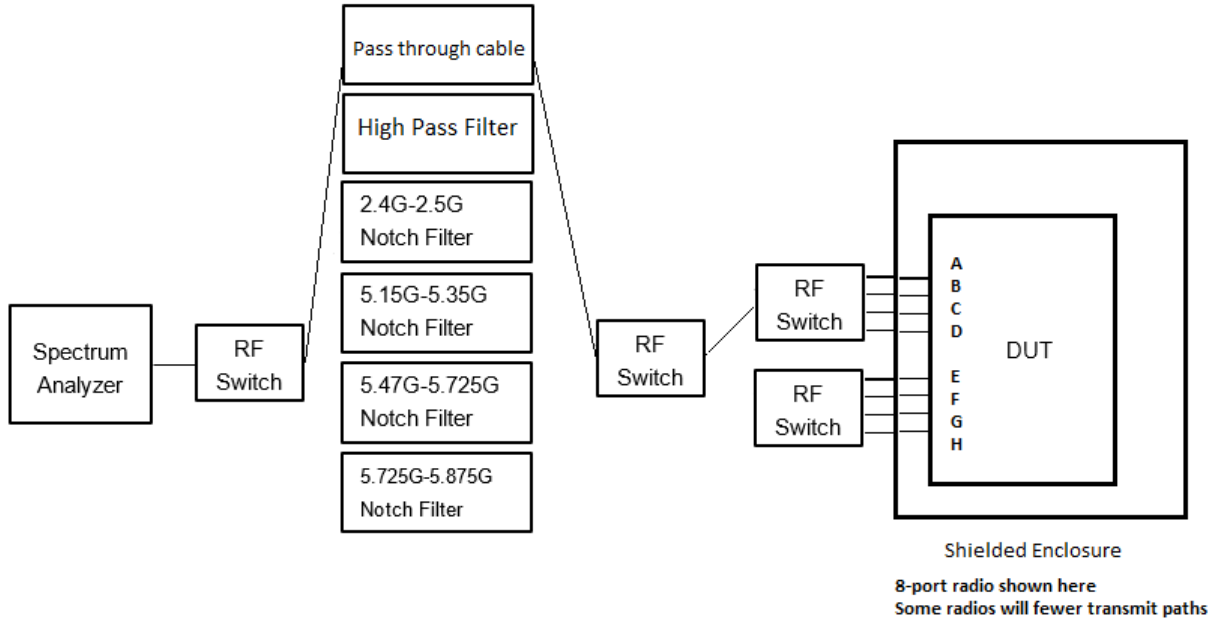 Pass through cable
High Pass Filter
2.4G-2.5G
Notch Filter
5.15G-5.35G
Notch Filter
5.47G-5.725G
Notch Filter
5.725G-5.875G
Notch Filter
Spectrum
Analyzer
RF
Switch
RF
Switch
RF
Switch
RF
Switch
A
B
C
D
E
F
G
H
DUT
Shielded Enclosure
8-port radio shown here
Some radios will fewer transmit paths